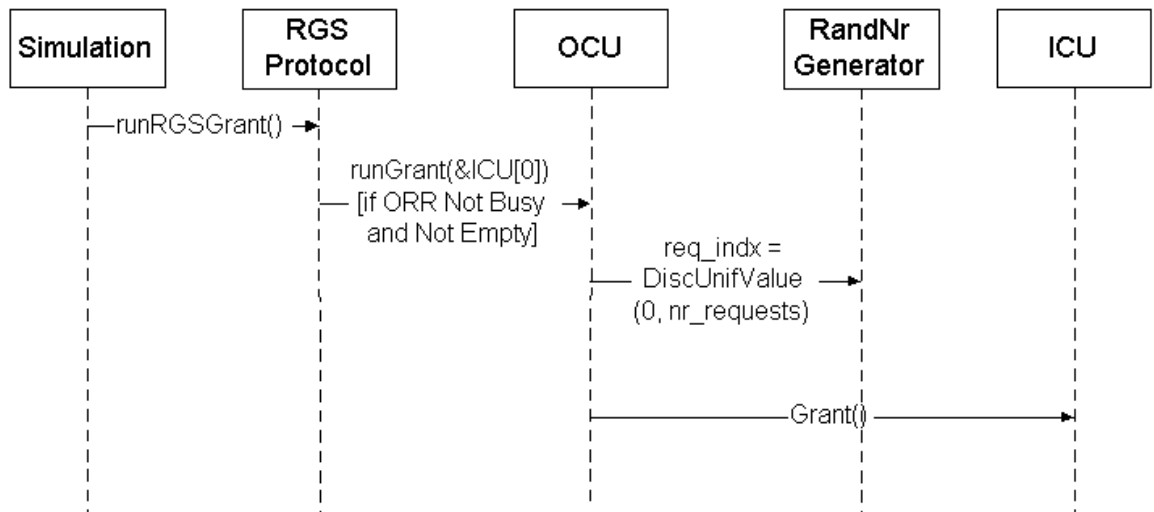 Simulation
RGS
Protocol
OCU
RandNr
Generator
ICU
runRGSGrant()
runGrant(&ICU[0])
[if ORR Not Busy
and Not Empty]
req_indx =
DiscUnifValue
(0, nr_requests)
Grant()